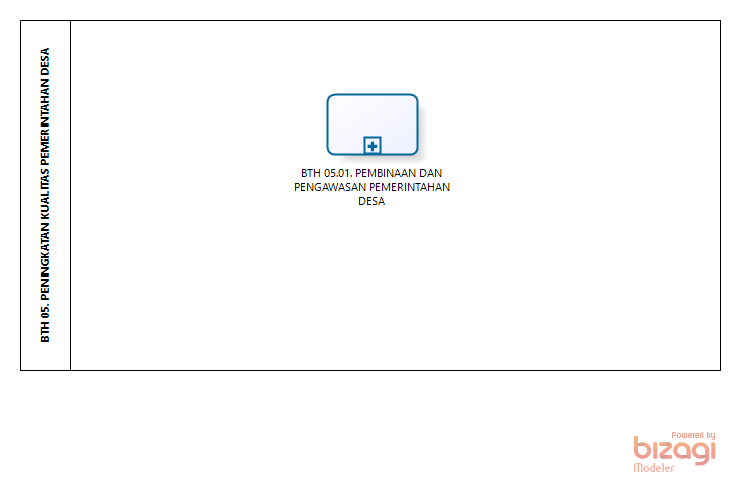 BTH 05. PENINGKATAN KUALITAS PEMERINTAHAN DESA
BTH 05.01. PEMBINAAN DAN
PENGAWASAN PEMERINTAHAN
DESA
Powered by
bizagi
Modeler